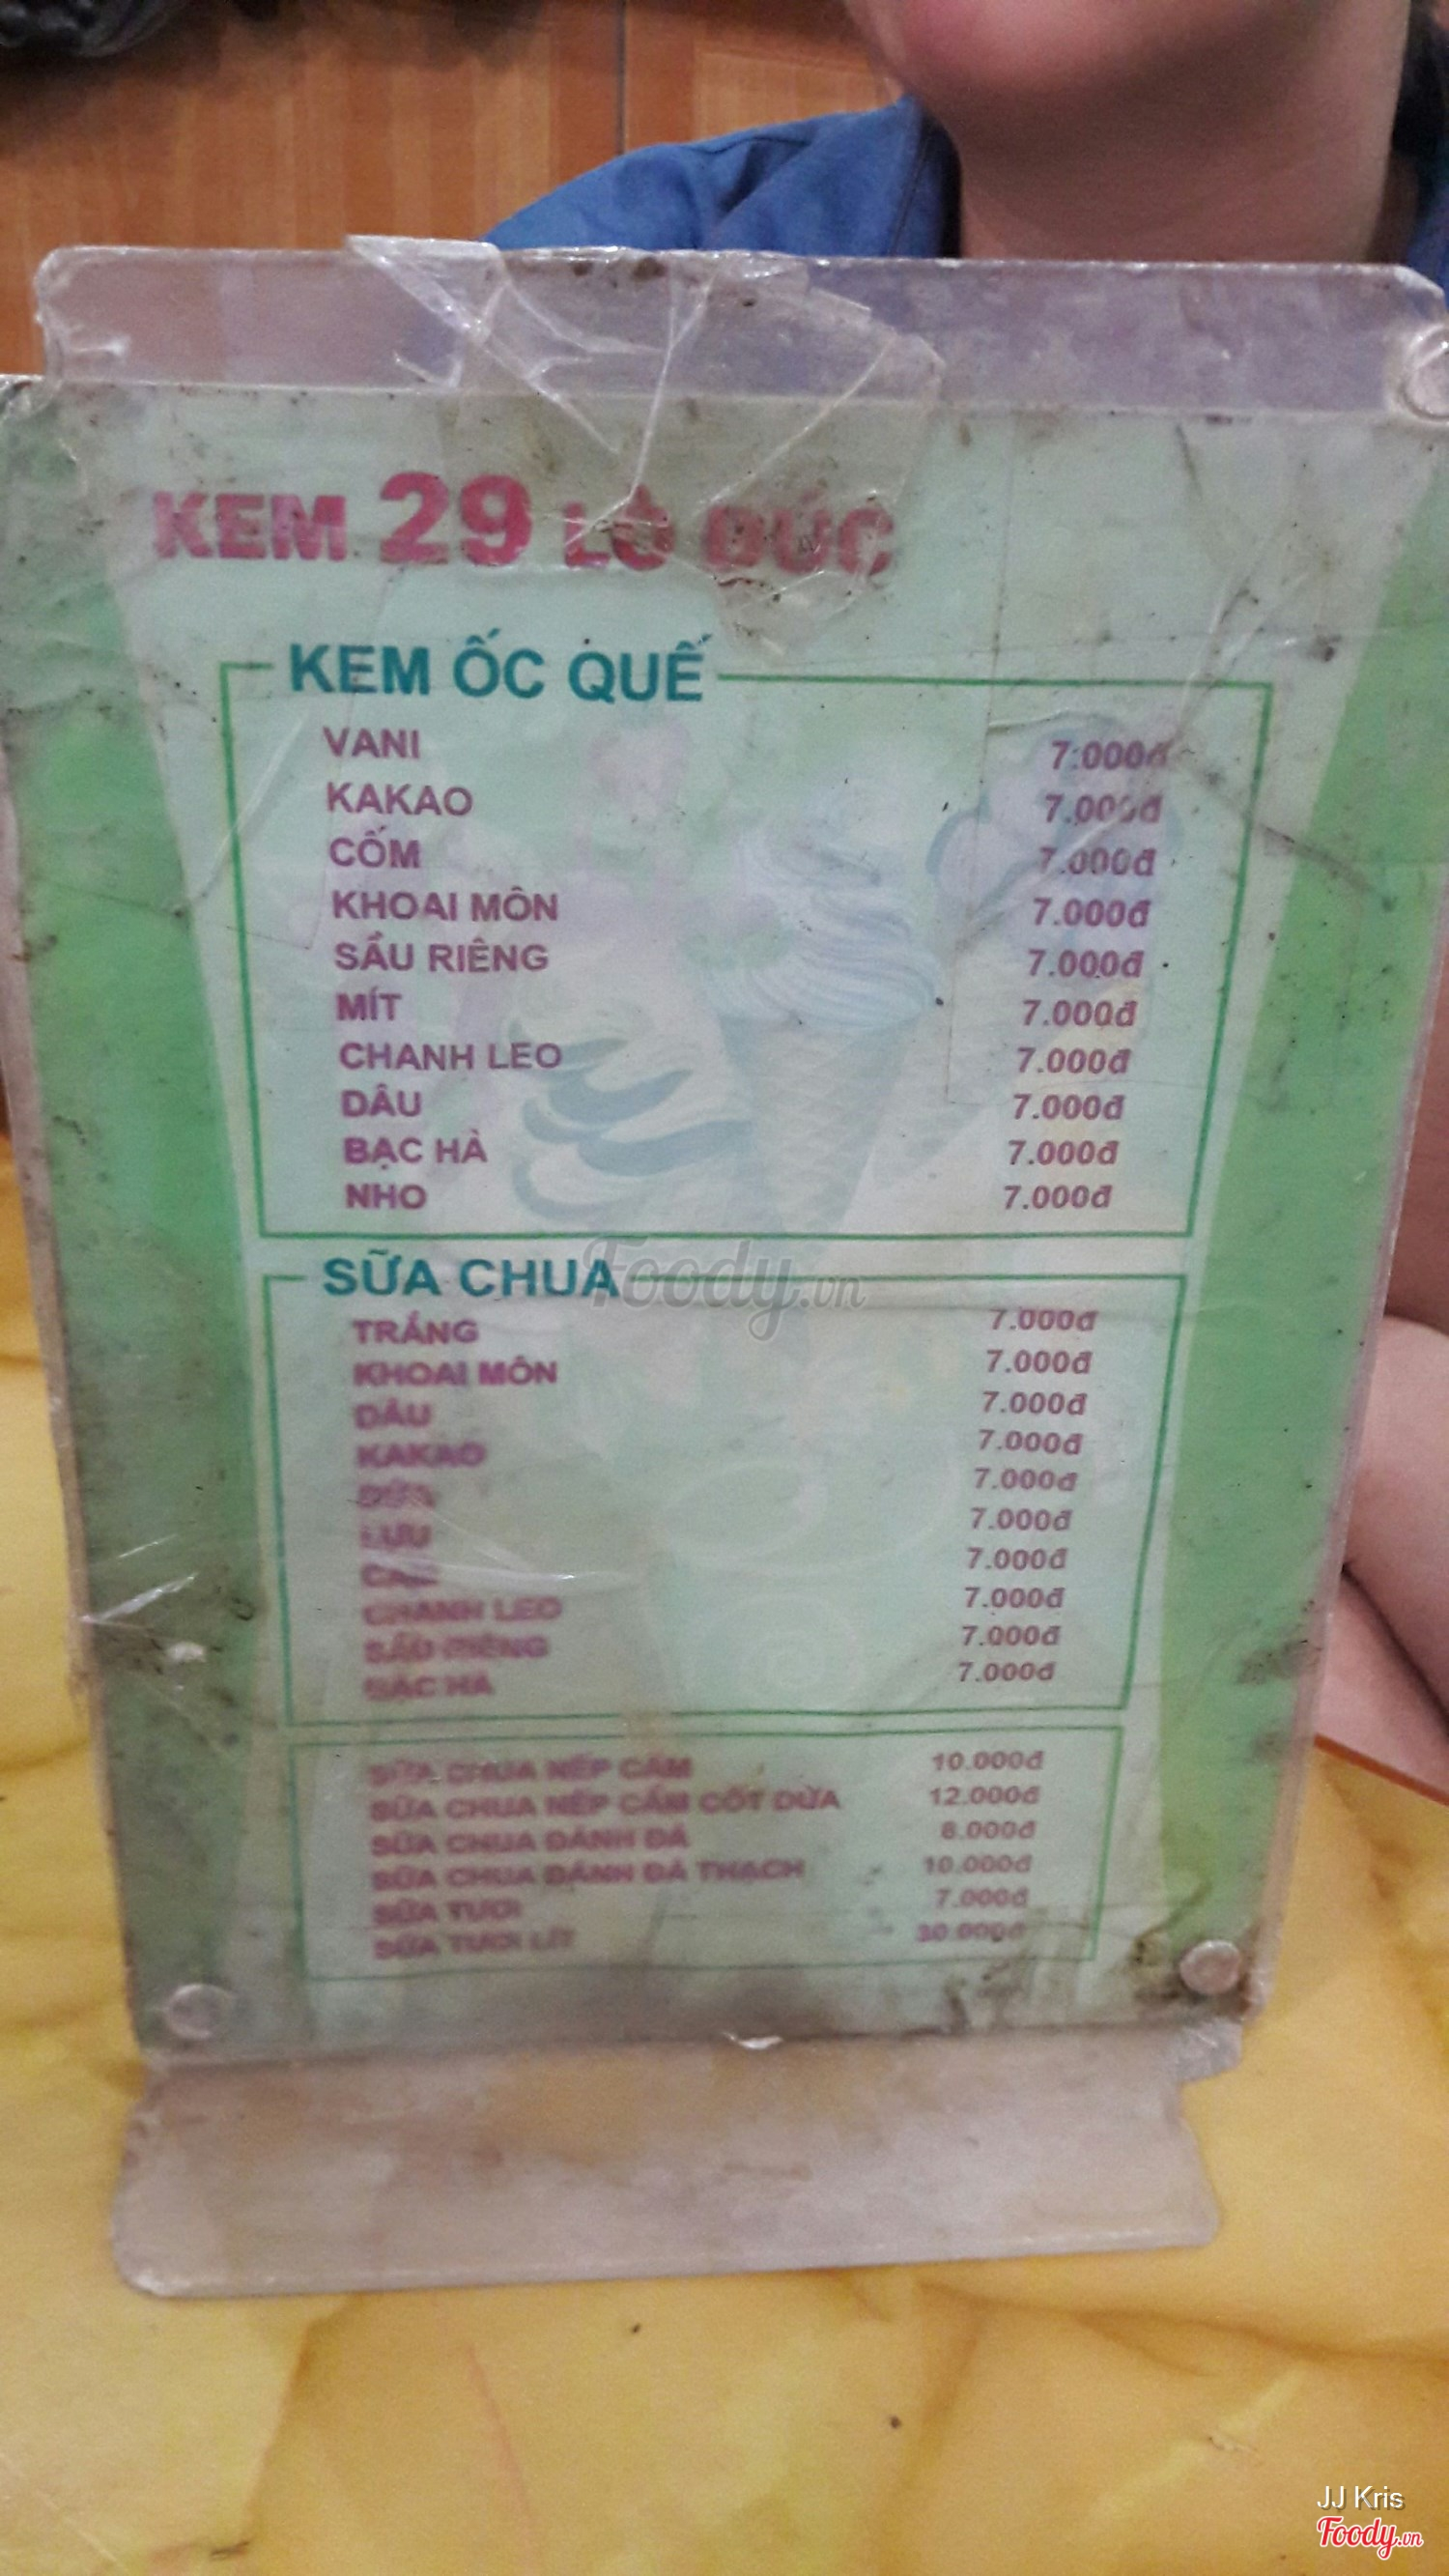 KEM 29 LÒ ĐÚC
KEM ỐC QUẾ
VANI 7.000đ
KAKAO 7.000đ
CỐM 7.000đ
KHOAI MÔN 7.000đ
SẦU RIÊNG 7.000đ
MÍT 7.000đ
CHANH LEO 7.000đ
DÂU 7.000đ
BẠC HÀ 7.000đ
NHO 7.000đ
SỮA CHUA
TRẮNG 7.000đ
KHOAI MÔN 7.000đ
DÂU 7.000đ
KAKAO 7.000đ
7.000đ
LỰU 7.000đ
7.000đ
CHANH LEO 7.000đ
SẦU RIÊNG 7.000đ
BẠC HÀ 7.000đ
SỮA CHUA NẾP CẨM 10.000đ
SỮA CHUA NẾP CẨM CỐT DỪA 12.000đ
SỮA CHUA ĐÁNH ĐÁ 8.000đ
SỮA CHUA ĐÁNH ĐÁ THẠCH 10.000đ
SỮA TƯƠI 7.000đ
SỮA TƯƠI LÍT 30.000đ
Foody.vn
JJ Kris
Foody.vn